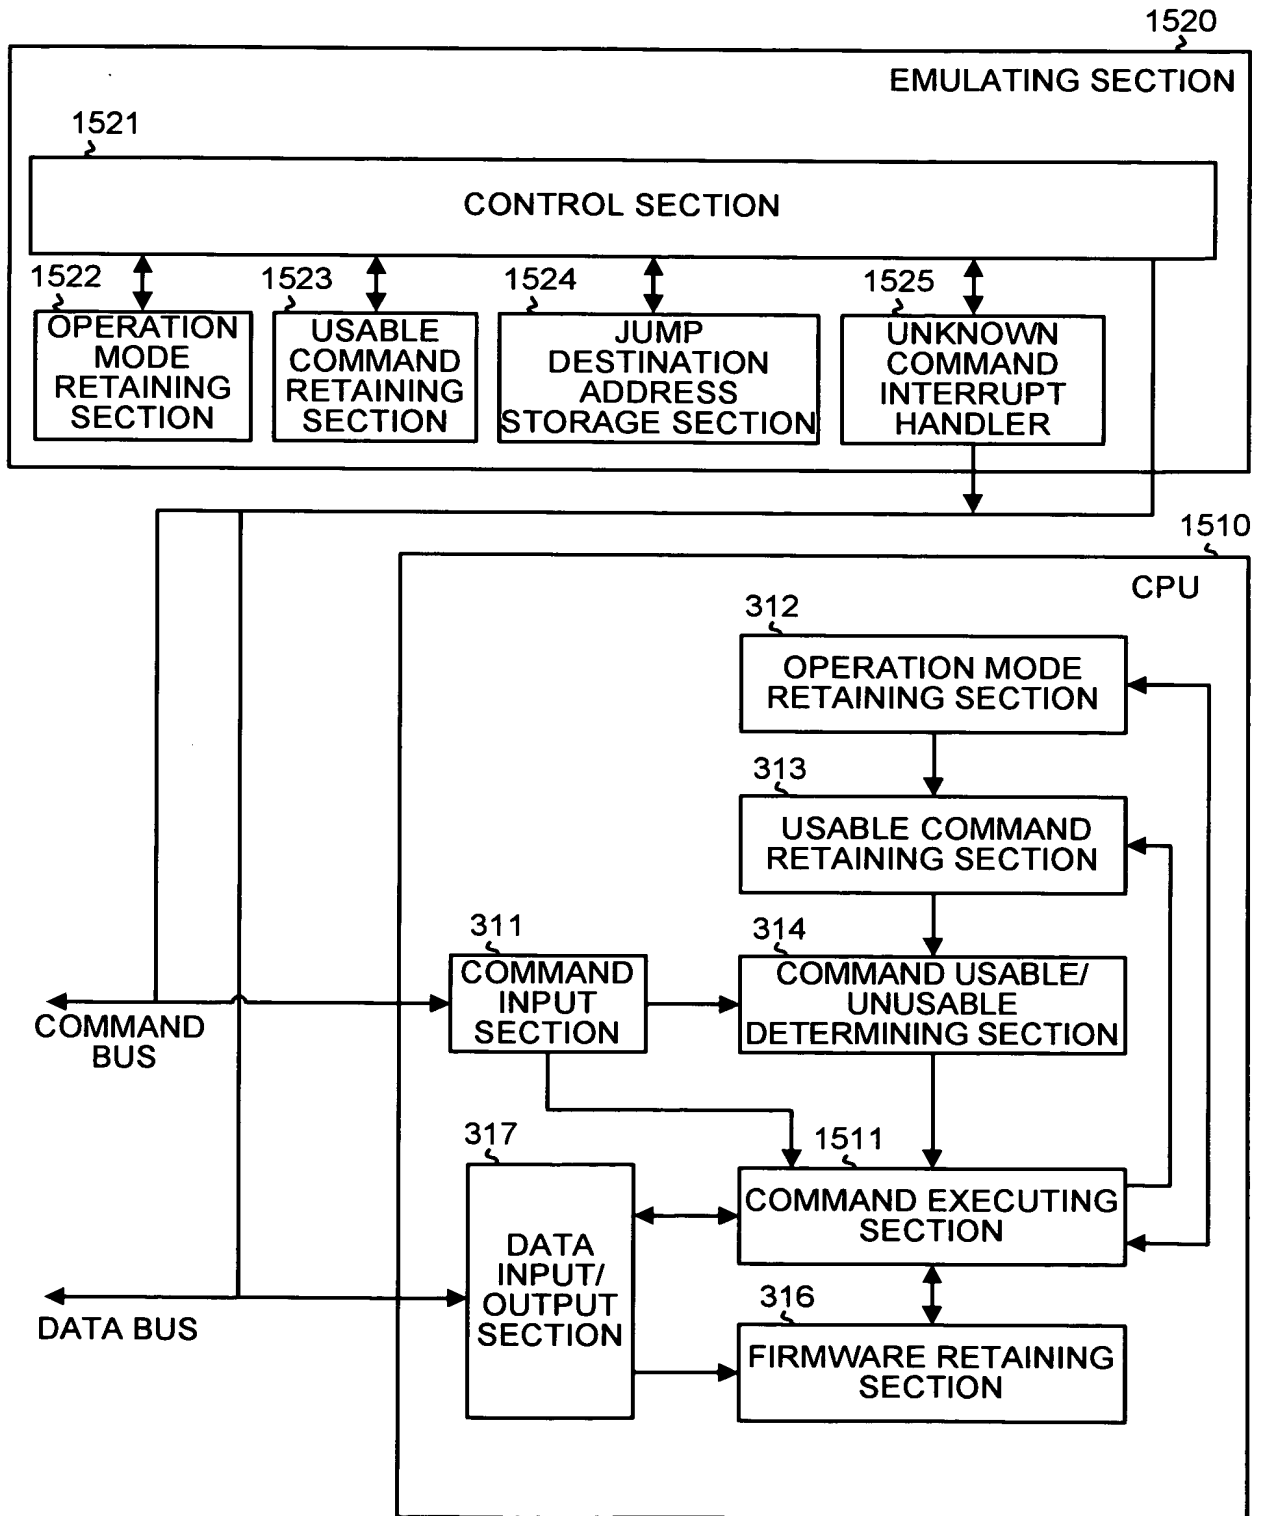 1520
EMULATING SECTION
1521
CONTROL SECTION
1522
OPERATION
MODE
RETAINING
SECTION
1523
USABLE
COMMAND
RETAINING
SECTION
1524
JUMP
DESTINATION
ADDRESS
STORAGE SECTION
1525
UNKNOWN
COMMAND
INTERRUPT
HANDLER
1510
CPU
312
OPERATION MODE
RETAINING SECTION
313
USABLE COMMAND
RETAINING SECTION
311
COMMAND
INPUT
SECTION
314
COMMAND USABLE/
UNUSABLE
DETERMINING SECTION
COMMAND
BUS
317
DATA
INPUT/
OUTPUT
SECTION
1511
COMMAND EXECUTING
SECTION
DATA BUS
316
FIRMWARE RETAINING
SECTION